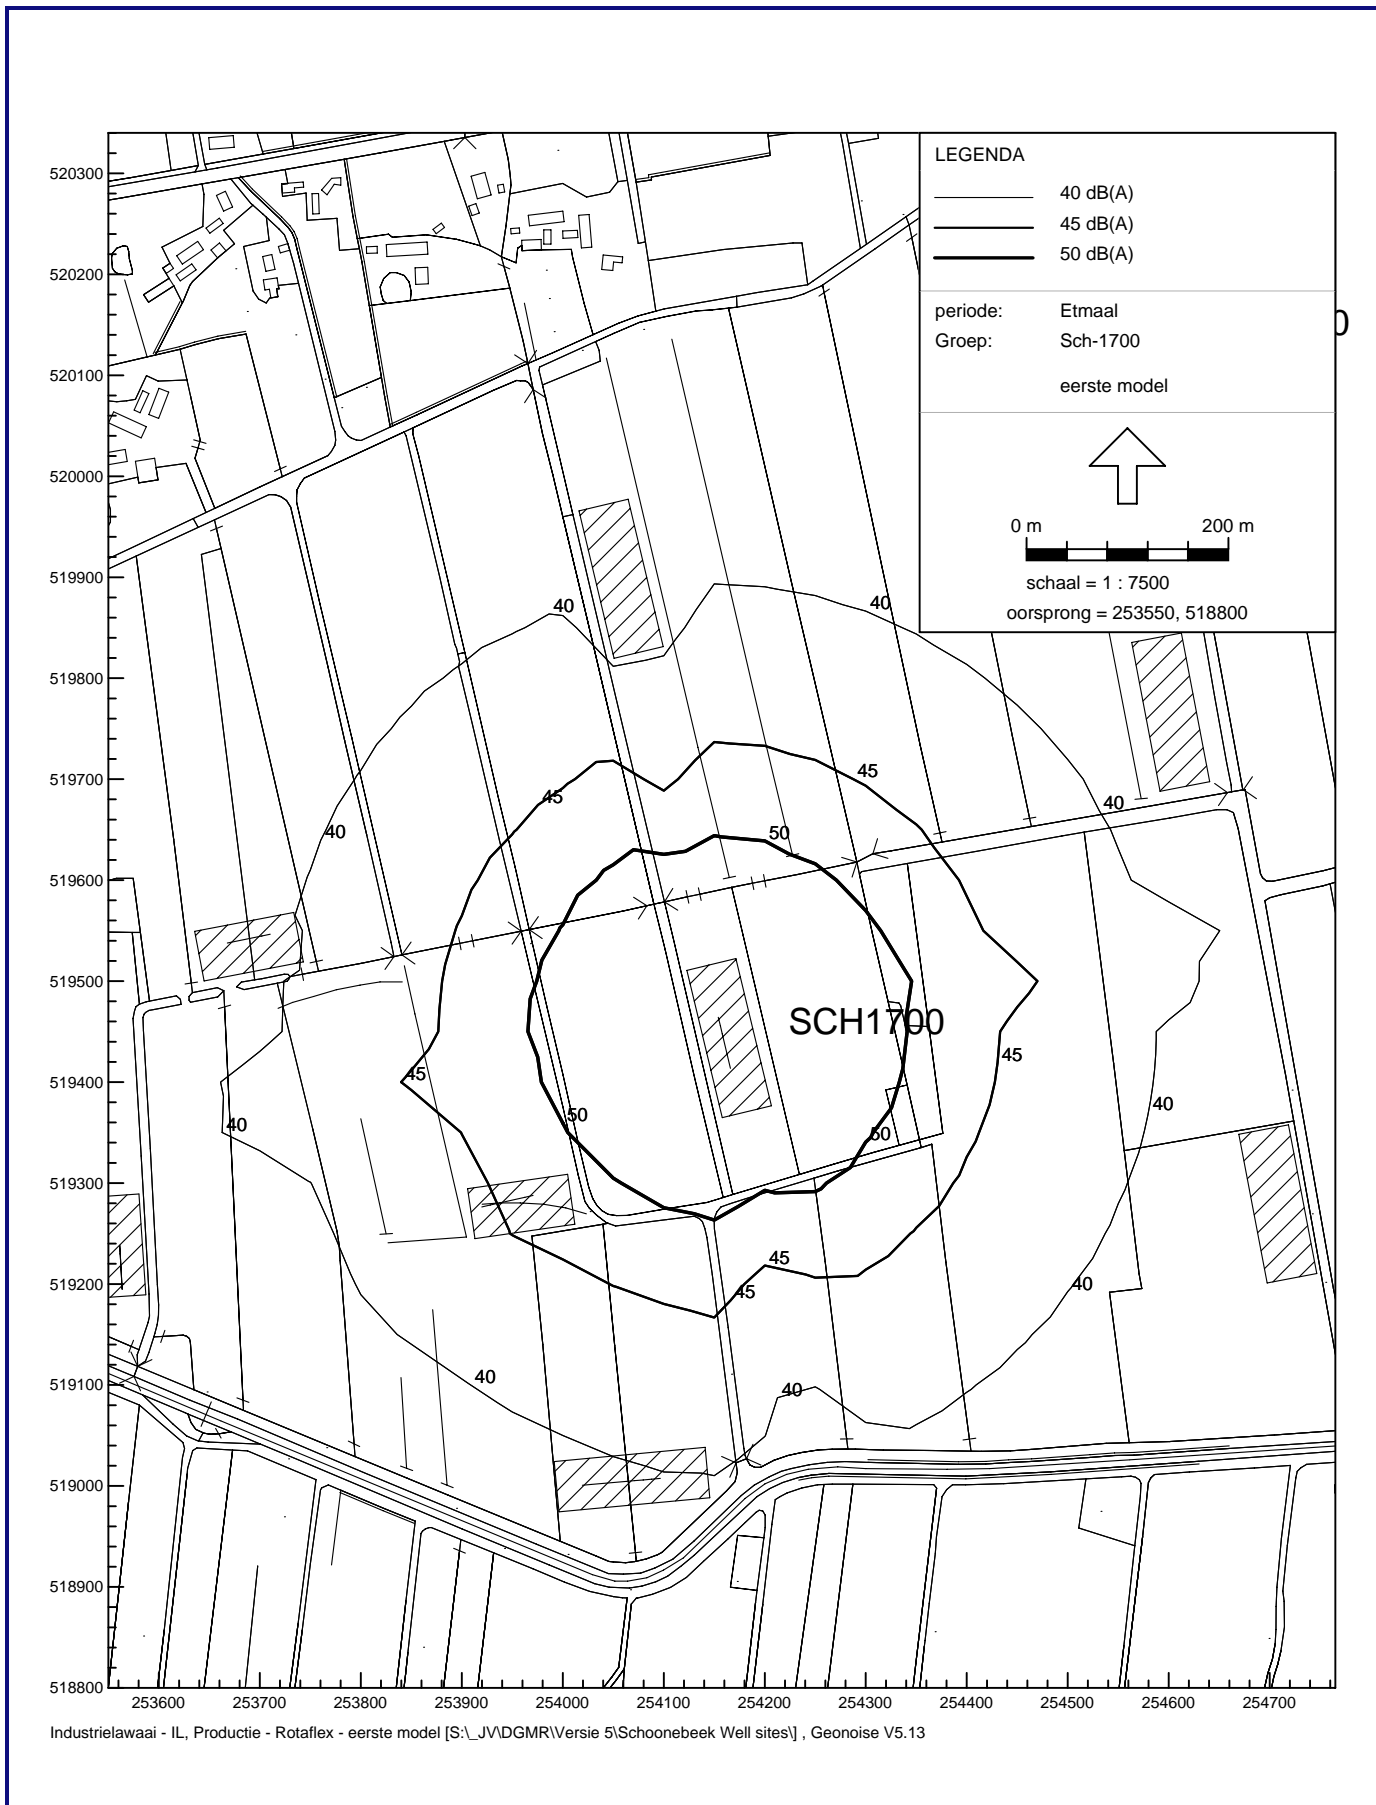 LEGENDA
40 dB(A)
45 dB(A)
50 dB(A)
periode: Etmaal
Groep: Sch-1700
eerste model
0 m 200 m
schaal = 1 : 7500
oorsprong = 253550, 518800
0
520300
520200
520100
520000
519900
519800
519700
519600
519500
519400
519300
519200
519100
519000
518900
518800
40
40
45
45
40
40
50
SCH1700
45
45
40
40
50
50
45
45
40
40
40
253600 253700 253800 253900 254000 254100 254200 254300 254400 254500 254600 254700
Industrielawaai - IL, Productie - Rotaflex - eerste model [S:\_JV\DGMR\Versie 5\Schoonebeek Well sites\] , Geonoise V5.13